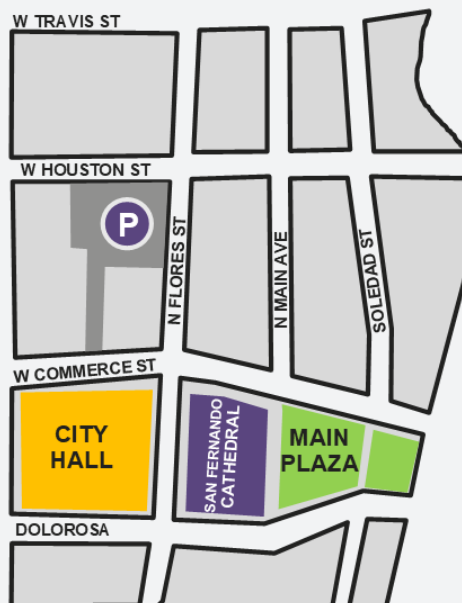 W TRAVIS ST
W HOUSTON ST
P
N FLORES ST
N MAIN AVE
SOLEDAD ST
W COMMERCE ST
CITY
HALL
SAN FERNANDO
CATHEDRAL
MAIN
PLAZA
DOLOROSA